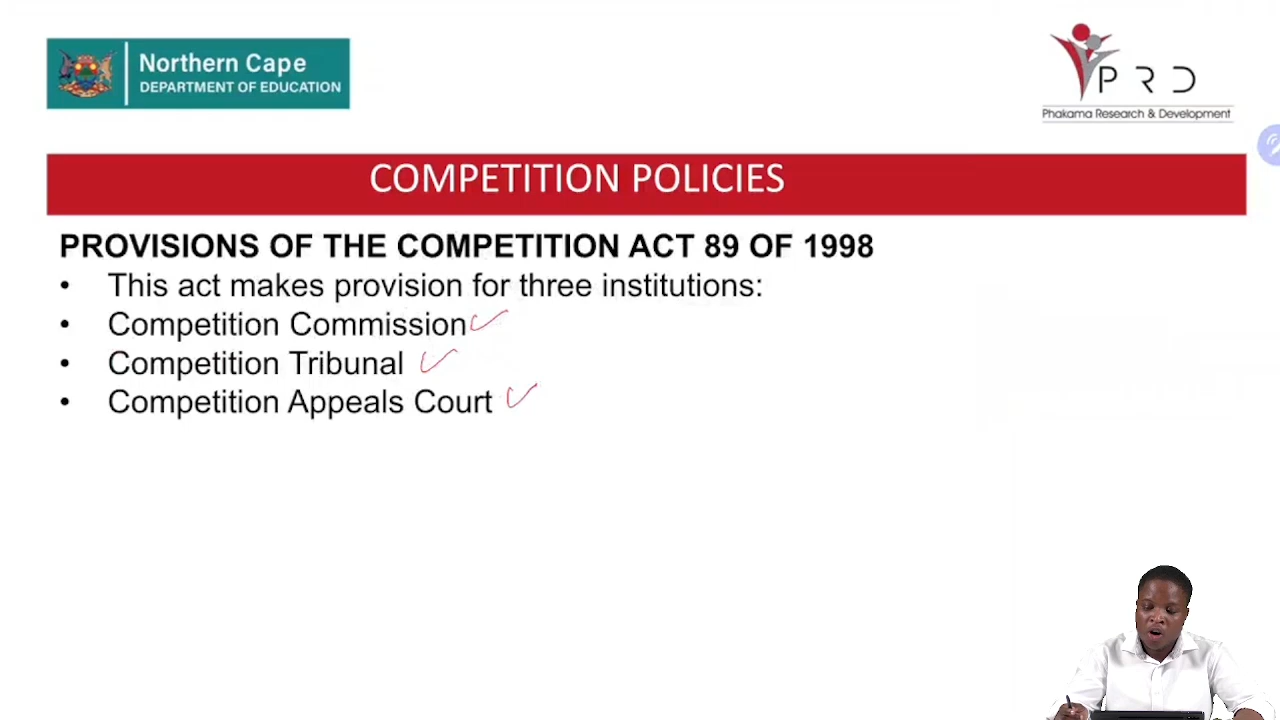 Northern Cape
DEPARTMENT OF EDUCATION
PRD
Phakama Research & Development
COMPETITION POLICIES
PROVISIONS OF THE COMPETITION ACT 89 OF 1998
• This act makes provision for three institutions:
• Competition Commission
• Competition Tribunal
• Competition Appeals Court